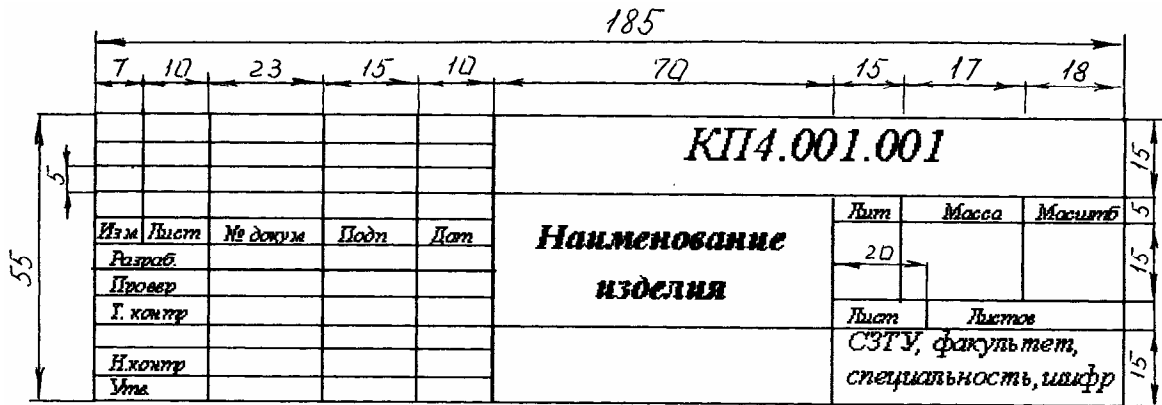 185
7 10 23 15 10 70 15 17 18
КП4.001.001
15
5
Лит Масса Масштб 5
Изм Лист № докум Подп Дат
Наименование
изделия
55
Разраб.
20
15
Провер
Т. контр
Лист Листов
СЗТУ, факультет,
специальность, шифр
15
Н.контр
Утв.